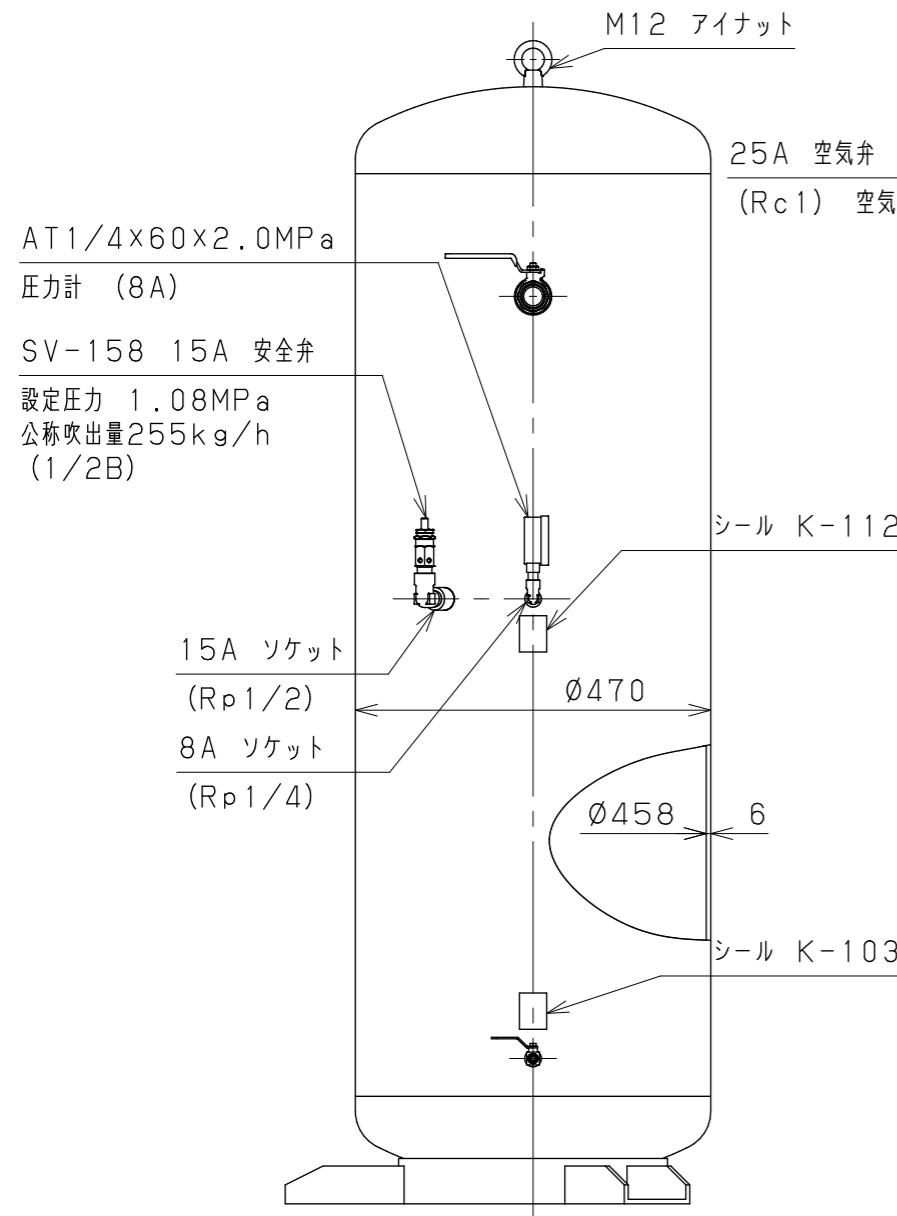 M12 アイナット
25A 空気弁
(Rc1) 空気
AT1/4×60×2.0MPa
圧力計 (8A)
SV-158 15A 安全弁
設定圧力 1.08MPa
公称吹出量255kg/h
(1/2B)
シール K-112
15A ソケット
(Rp1/2)
Ø470
8A ソケット
(Rp1/4)
Ø458 6
シール K-103